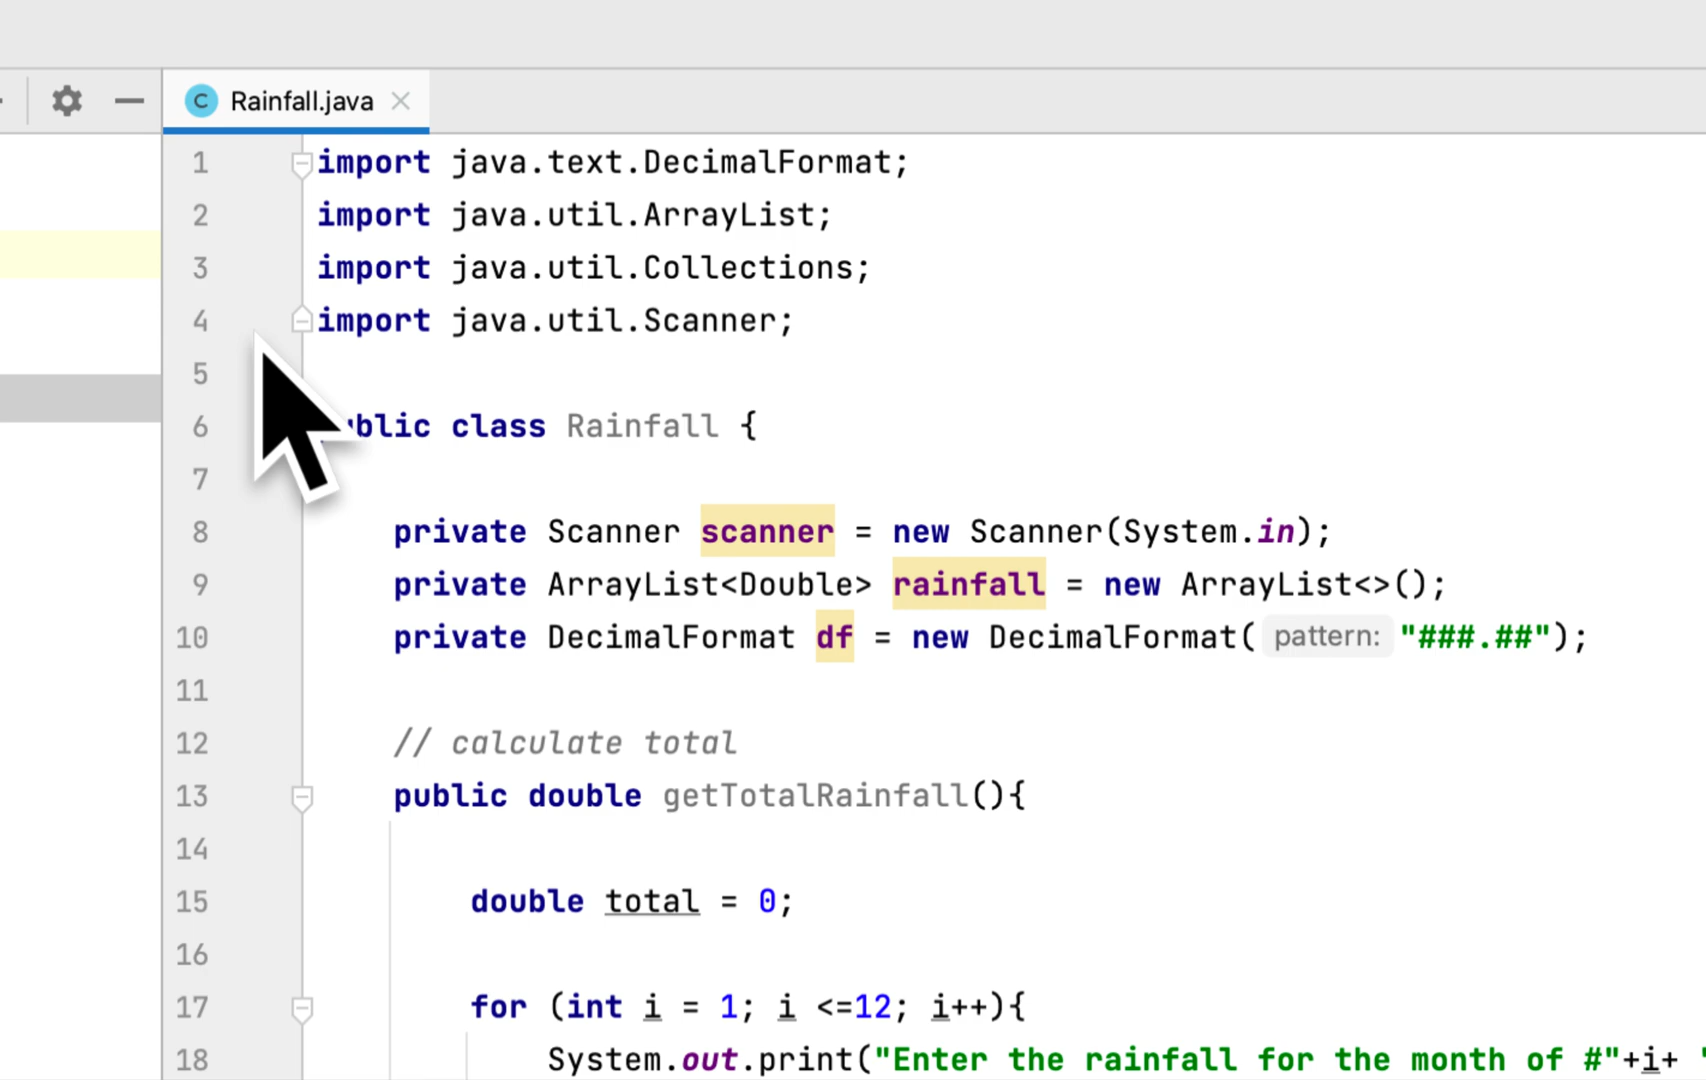 Rainfall.java
1 import java.text.DecimalFormat;
2 import java.util.ArrayList;
3 import java.util.Collections;
4 import java.util.Scanner;
5
6 ublic class Rainfall {
7
8 private Scanner scanner = new Scanner(System.in);
9 private ArrayList<Double> rainfall = new ArrayList<>();
10 private DecimalFormat df = new DecimalFormat( pattern: "###.##");
11
12 // calculate total
13 public double getTotalRainfall(){
14
15 double total = 0;
16
17 for (int i = 1; i <=12; i++){
18 System.out.print("Enter the rainfall for the month of #"+i+ "